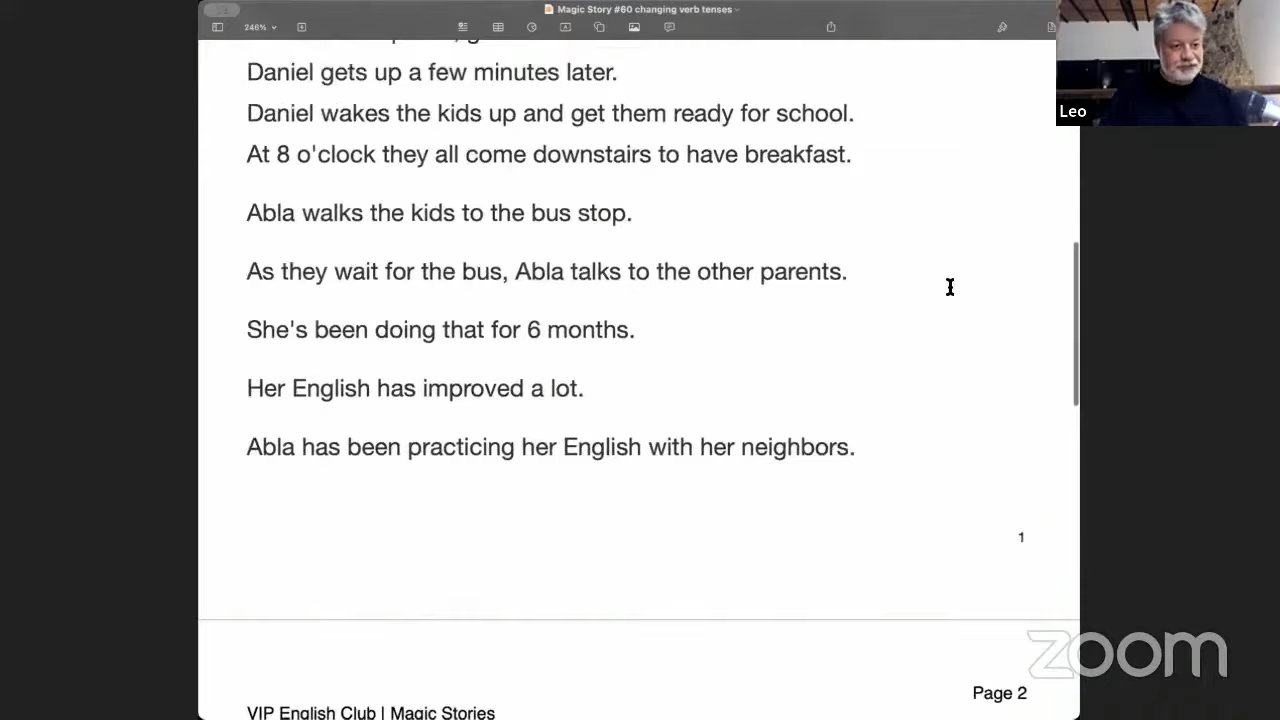 Magic Story #60 changing verb tenses
246%
Daniel gets up a few minutes later.
Daniel wakes the kids up and get them ready for school.
At 8 o'clock they all come downstairs to have breakfast.
Abla walks the kids to the bus stop.
As they wait for the bus, Abla talks to the other parents.
She's been doing that for 6 months.
Her English has improved a lot.
Abla has been practicing her English with her neighbors.
1
Page 2
VIP English Club | Magic Stories
Leo
zoom